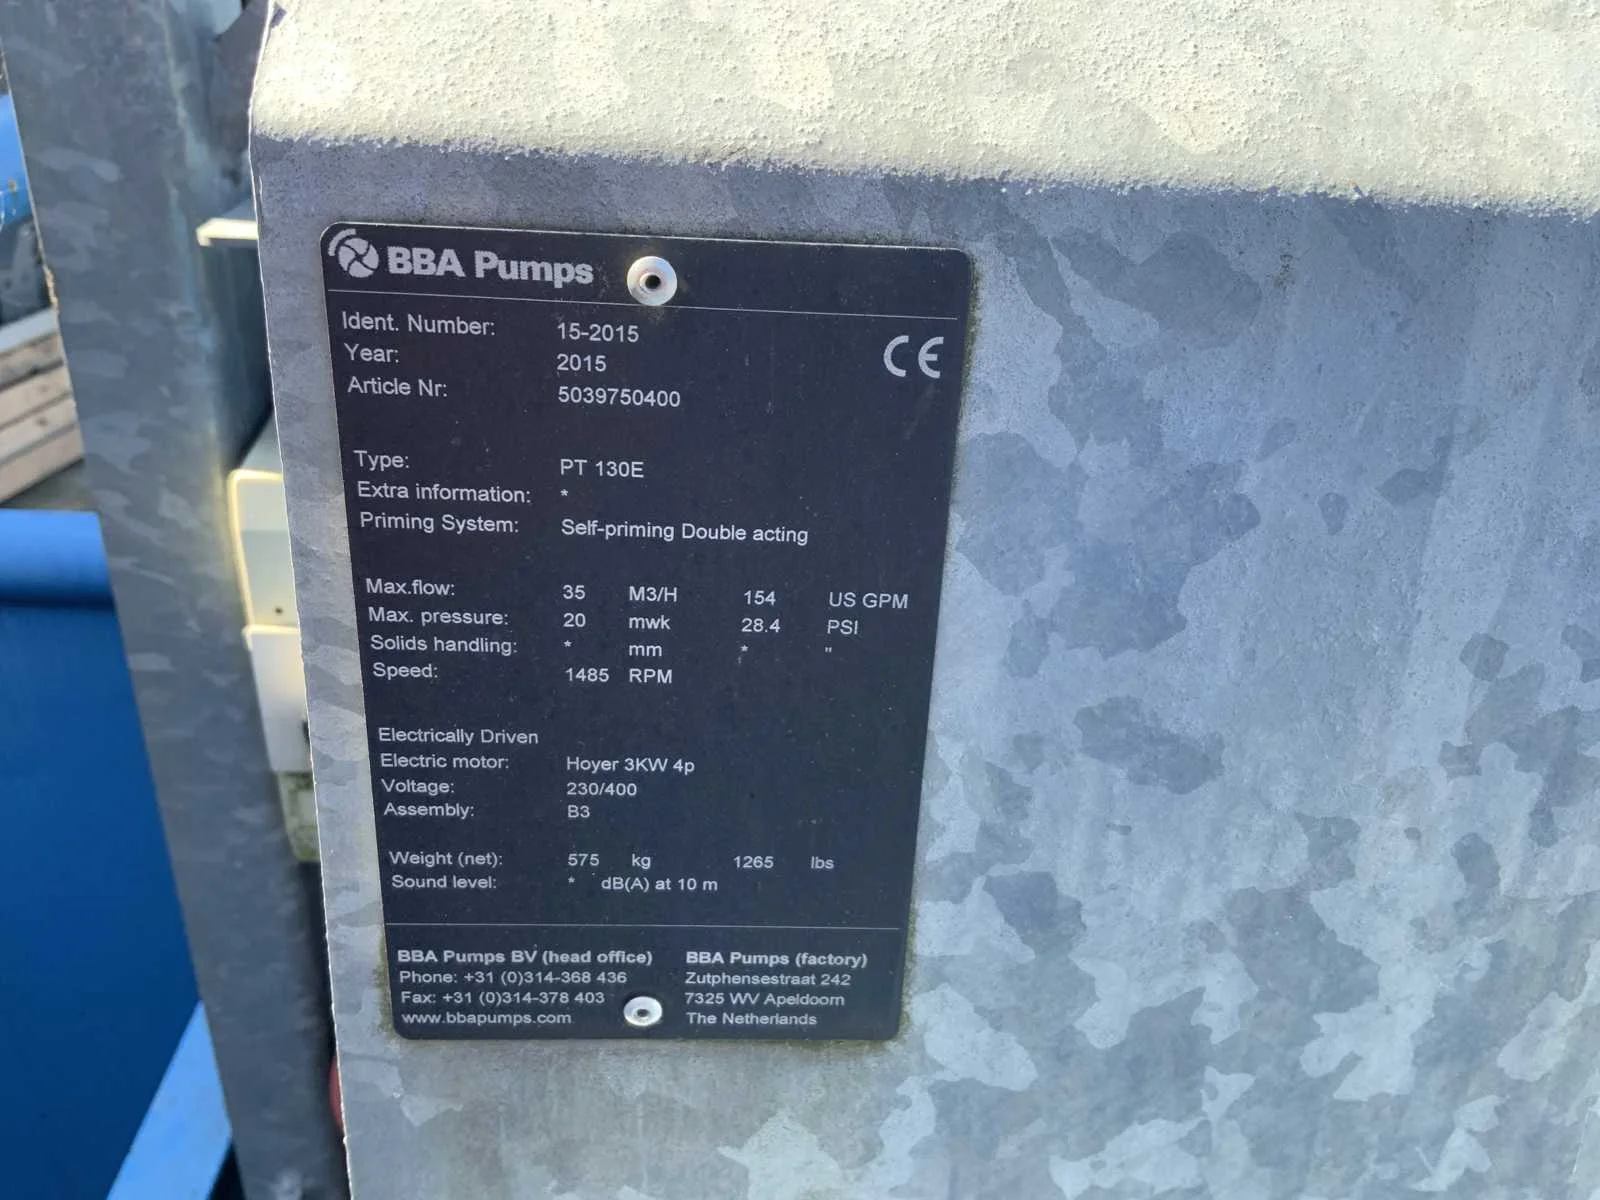 BBA Pumps
Ident. Number: 15-2015
Year: 2015
Article Nr: 5039750400
CE
Type: PT 130E
Extra information: *
Priming System: Self-priming Double acting
Max.flow: 35 M3/H 154 US GPM
Max. pressure: 20 mwk 28.4 PSI
Solids handling: * mm * "
Speed: 1485 RPM
Electrically Driven
Electric motor: Hoyer 3KW 4p
Voltage: 230/400
Assembly: B3
Weight (net): 575 kg 1265 lbs
Sound level: * dB(A) at 10 m
BBA Pumps BV (head office)
Phone: +31 (0)314-368 436
Fax: +31 (0)314-378 403
www.bbapumps.com
BBA Pumps (factory)
Zutphensestraat 242
7325 WV Apeldoorn
The Netherlands